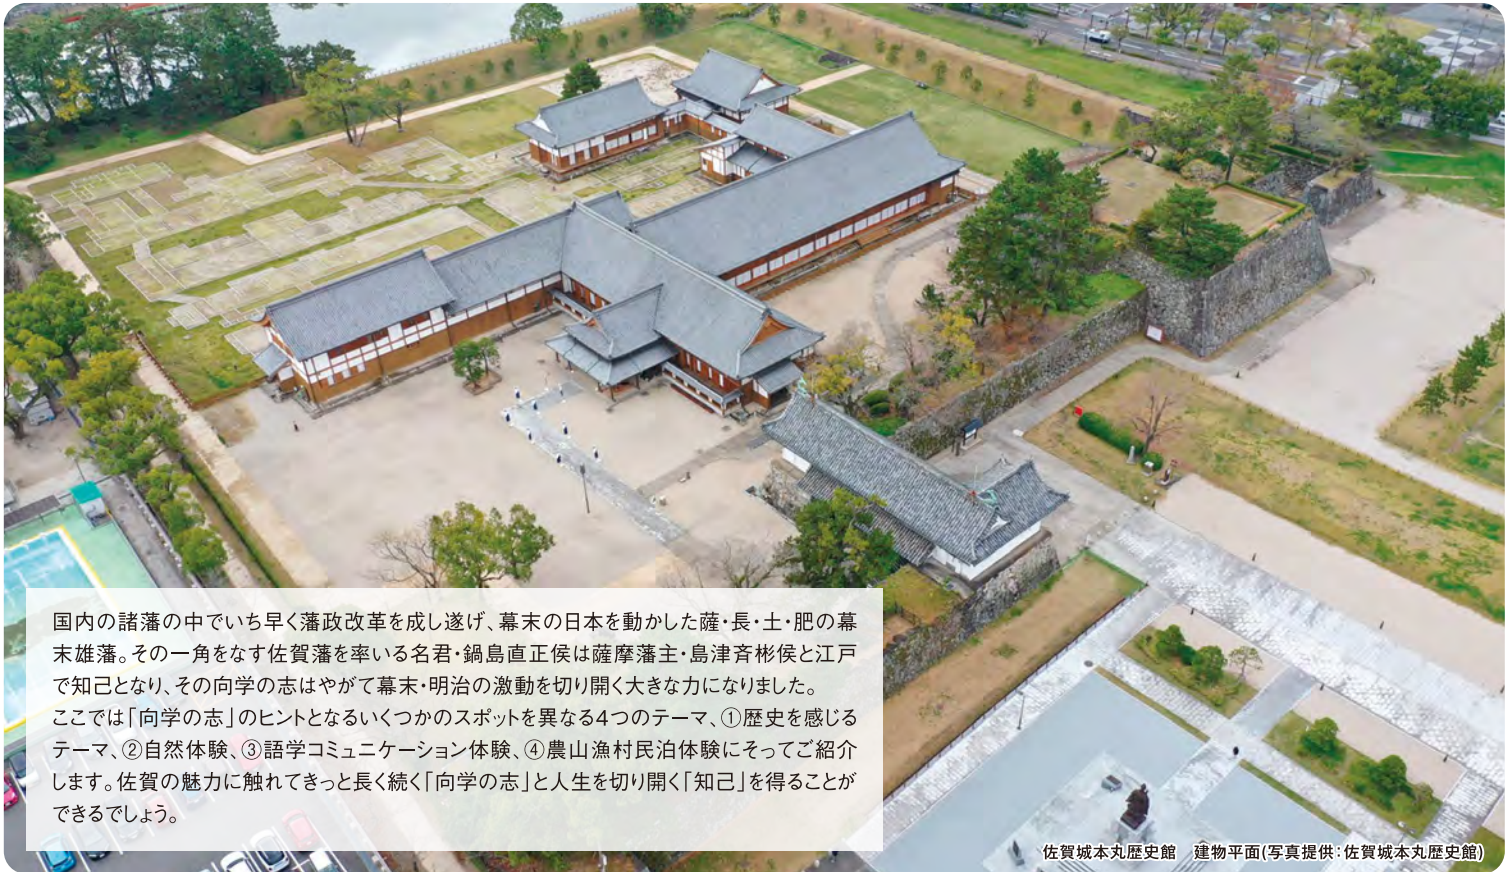 国内の諸藩の中でいち早く藩政改革を成し遂げ、幕末の日本を動かした薩・長・土・肥の幕
末雄藩。その一角をなす佐賀藩を率いる名君・鍋島直正侯は薩摩藩主・島津斉彬侯と江戸
で知己となり、その向学の志はやがて幕末・明治の激動を切り開く大きな力になりました。
ここでは「向学の志」のヒントとなるいくつかのスポットを異なる4つのテーマ、①歴史を感じる
テーマ、②自然体験、③語学コミュニケーション体験、④農山漁村民泊体験にそってご紹介
します。佐賀の魅力に触れてきっと長く続く「向学の志」と人生を切り開く「知己」を得ることが
できるでしょう。
佐賀城本丸歴史館　建物平面(写真提供:佐賀城本丸歴史館)